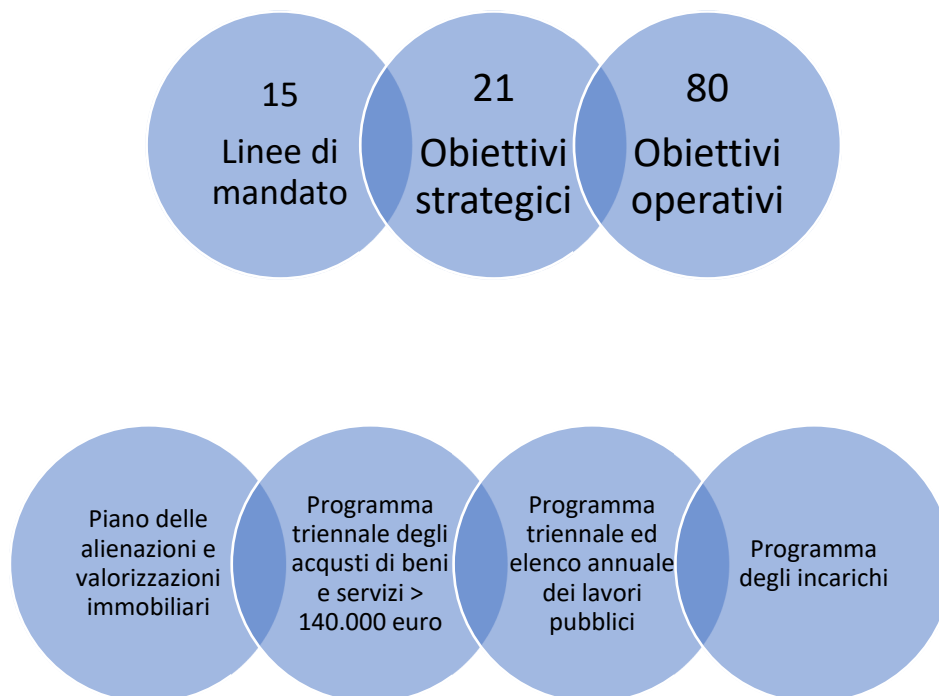 15
Linee di
mandato
21
Obiettivi
strategici
80
Obiettivi
operativi
Piano delle
alienazioni e
valorizzazioni
immobiliari
Programma
triennale degli
acqusti di beni
e servizi >
140.000 euro
Programma
triennale ed
elenco annuale
dei lavori
pubblici
Programma
degli incarichi